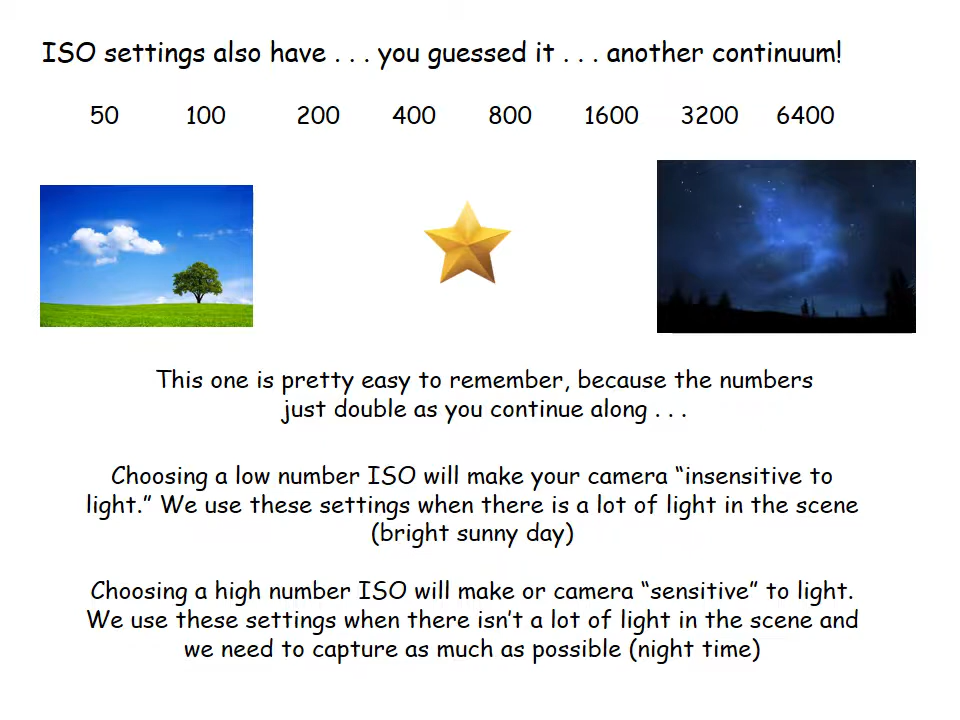 ISO settings also have . . . you guessed it . . . another continuum!
50 100 200 400 800 1600 3200 6400
This one is pretty easy to remember, because the numbers
just double as you continue along . . .
Choosing a low number ISO will make your camera “insensitive to
light.” We use these settings when there is a lot of light in the scene
(bright sunny day)
Choosing a high number ISO will make or camera “sensitive” to light.
We use these settings when there isn’t a lot of light in the scene and
we need to capture as much as possible (night time)